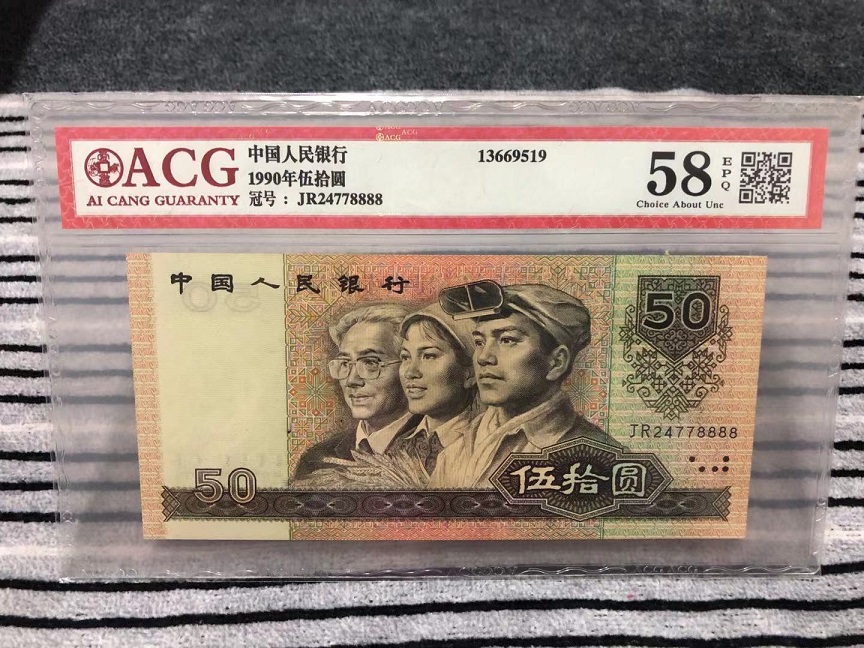 ACG
AI CANG GUARANTY
中国人民银行
1990年伍拾圆
冠号：JR24778888
13669519
58
EPQ
Choice About Unc
中国人民银行
50
JR24778888
50
伍拾圆